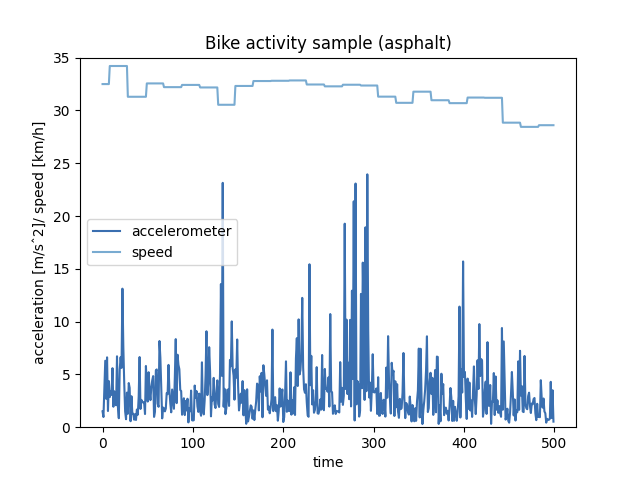 Bike activity sample (asphalt)
acceleration [m/s^2]/ speed [km/h]
35
30
25
20
15
10
5
0
accelerometer
speed
0 100 200 300 400 500
time